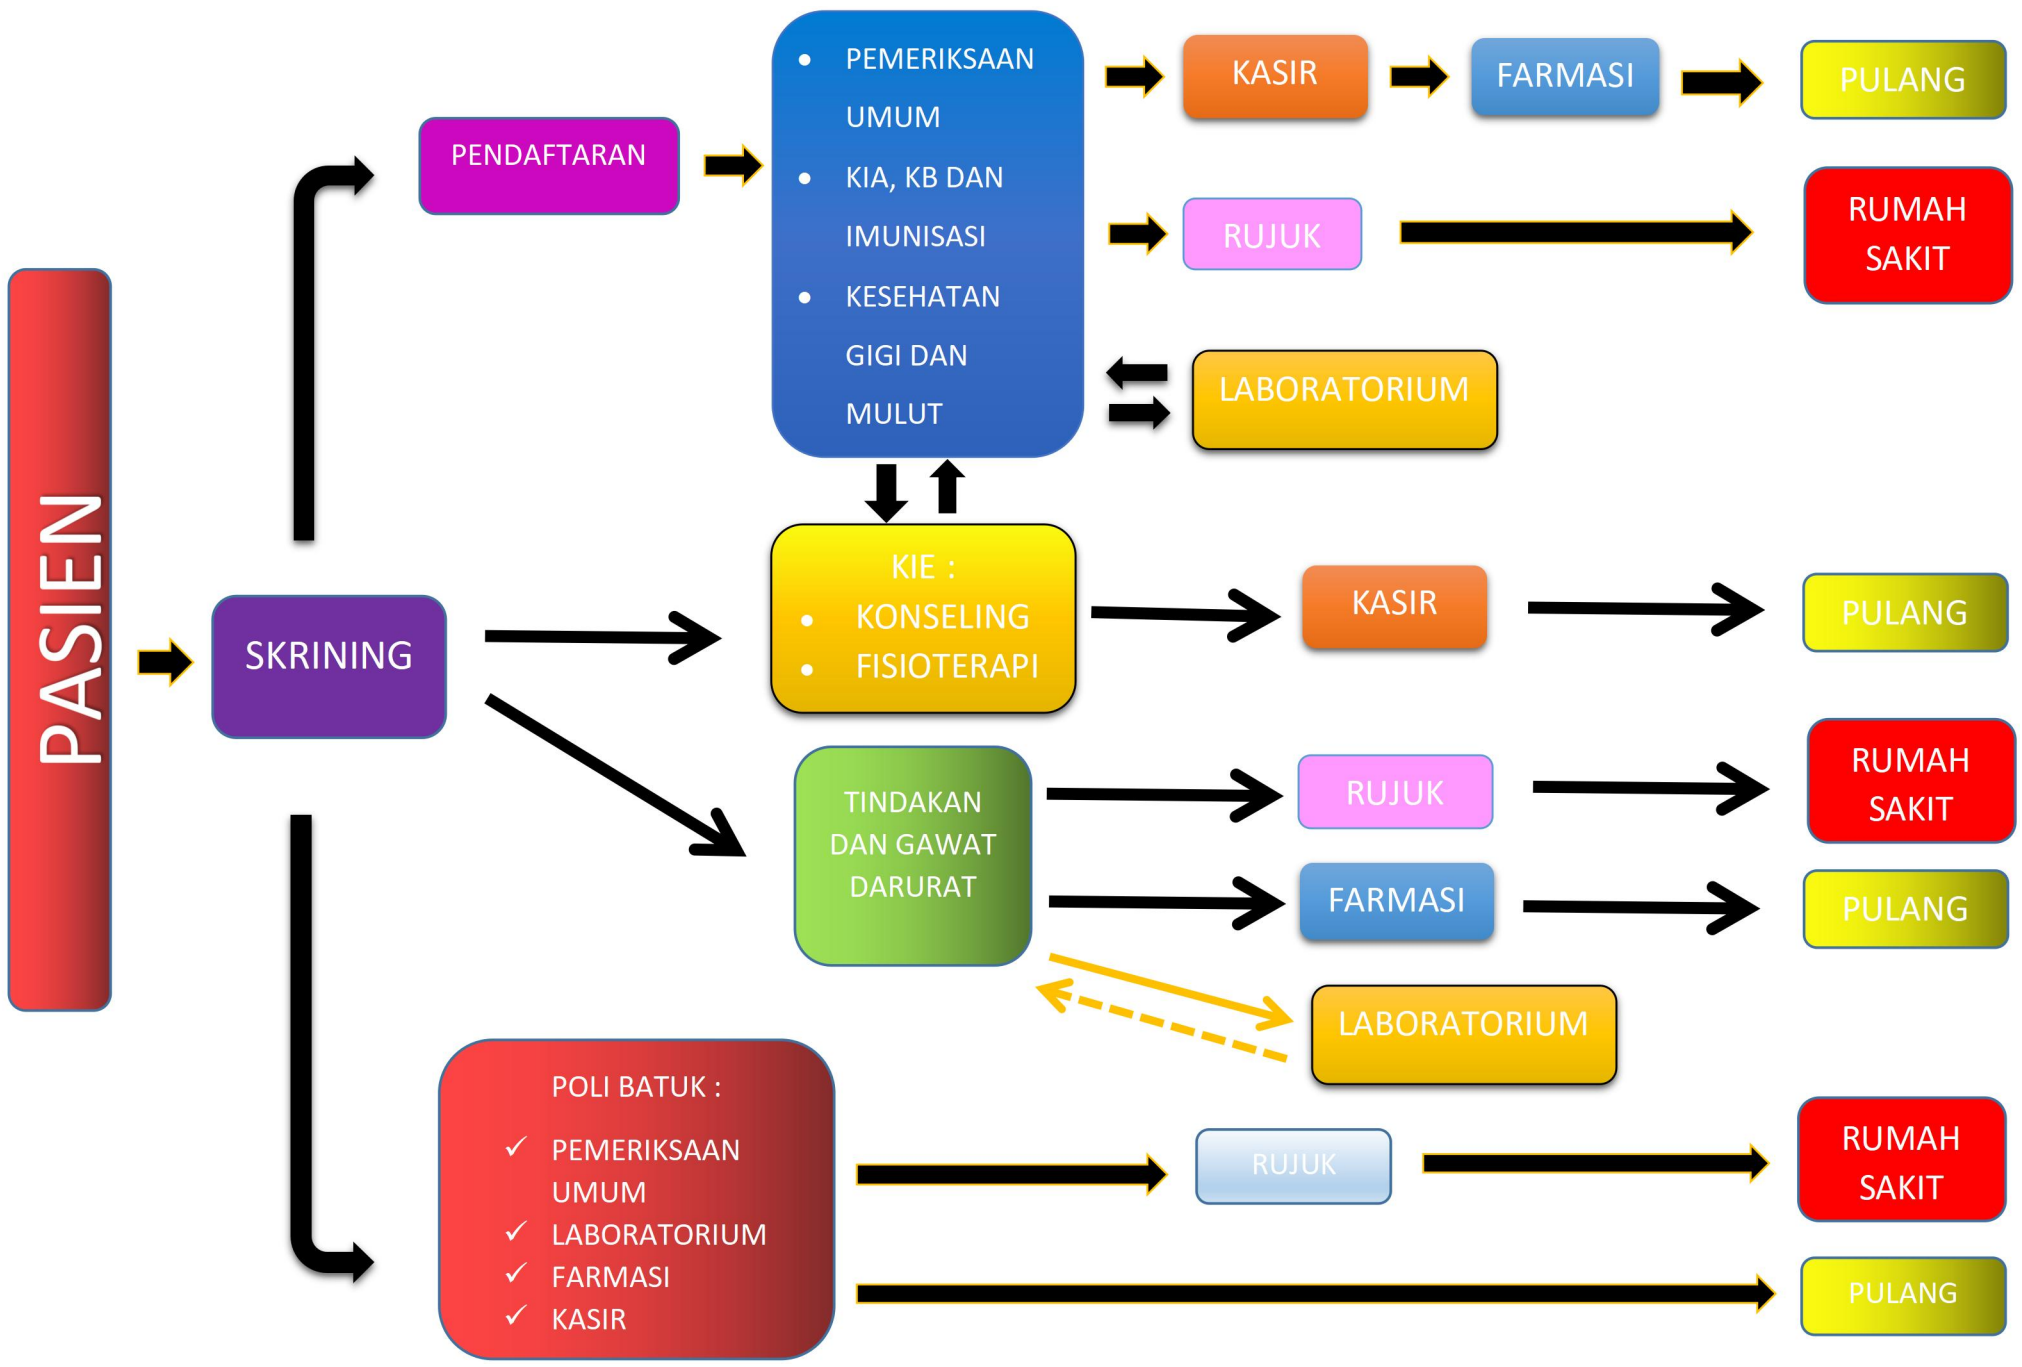 PASIEN
SKRINING
PENDAFTARAN
• PEMERIKSAAN
UMUM
• KIA, KB DAN
IMUNISASI
• KESEHATAN
GIGI DAN
MULUT
KASIR
FARMASI
PULANG
RUJUK
RUMAH
SAKIT
LABORATORIUM
KIE :
• KONSELING
• FISIOTERAPI
KASIR
PULANG
TINDAKAN
DAN GAWAT
DARURAT
RUJUK
RUMAH
SAKIT
FARMASI
PULANG
LABORATORIUM
POLI BATUK :
✓ PEMERIKSAAN
UMUM
✓ LABORATORIUM
✓ FARMASI
✓ KASIR
RUJUK
RUMAH
SAKIT
PULANG